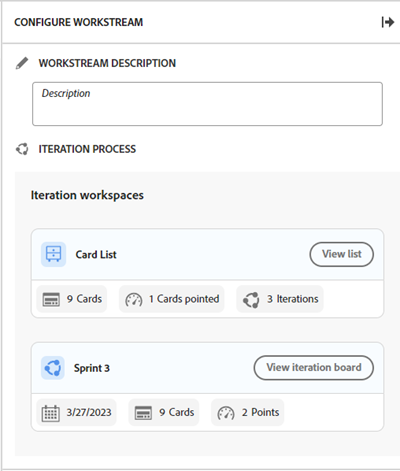 CONFIGURE WORKSTREAM
WORKSTREAM DESCRIPTION
Description
ITERATION PROCESS
Iteration workspaces
Card List View list
9 Cards 1 Cards pointed 3 Iterations
Sprint 3 View iteration board
3/27/2023 9 Cards 2 Points